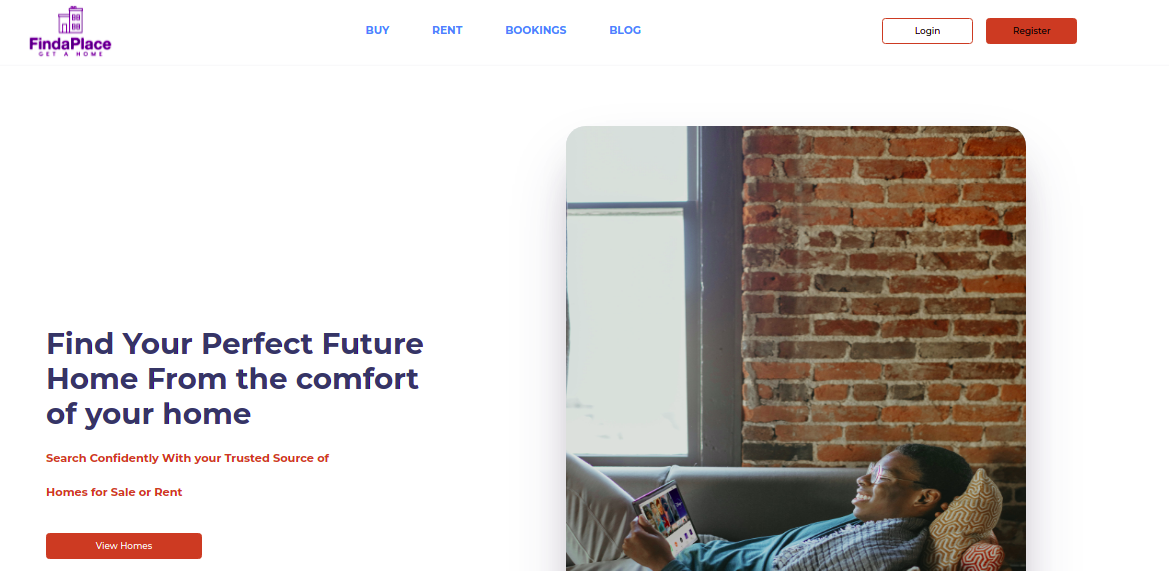 FindaPlace
GET A HOME
BUY RENT BOOKINGS BLOG
Login Register
Find Your Perfect Future
Home From the comfort
of your home
Search Confidently With your Trusted Source of
Homes for Sale or Rent
View Homes